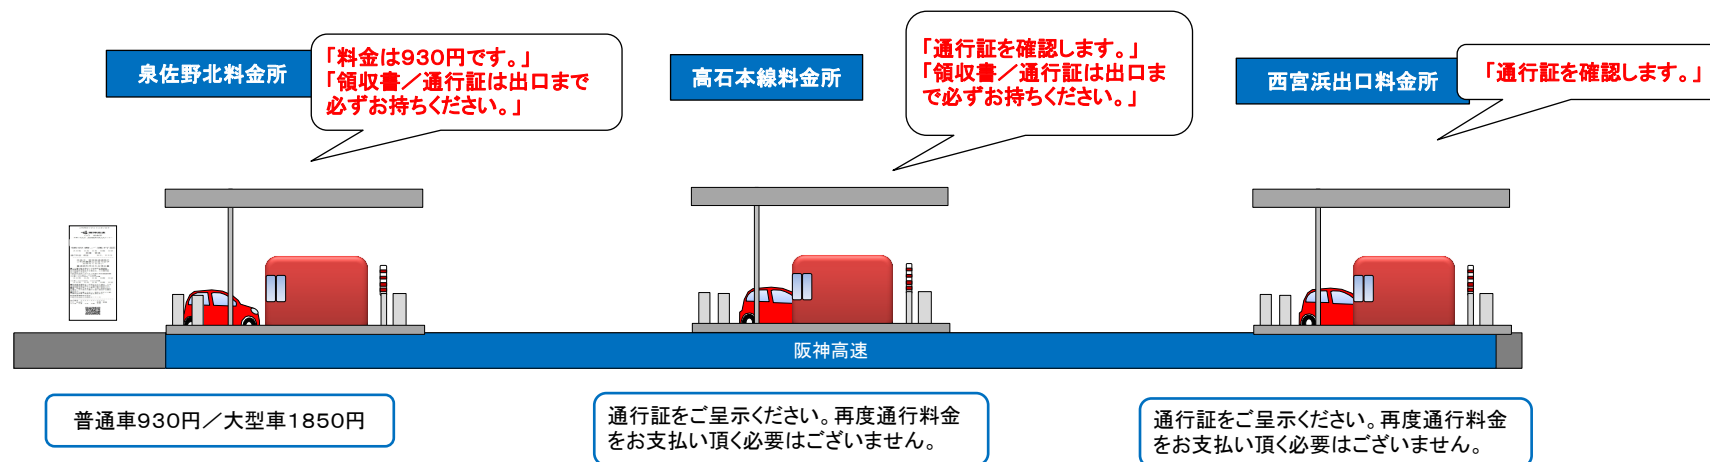 泉佐野北料金所
「料金は930円です。」
「領収書／通行証は出口まで
必ずお持ちください。」
高石本線料金所
「通行証を確認します。」
「領収書／通行証は出口ま
で必ずお持ちください。」
西宮浜出口料金所
「通行証を確認します。」
阪神高速
普通車930円／大型車1850円
通行証をご呈示ください。再度通行料金
をお支払い頂く必要はございません。
通行証をご呈示ください。再度通行料金
をお支払い頂く必要はございません。